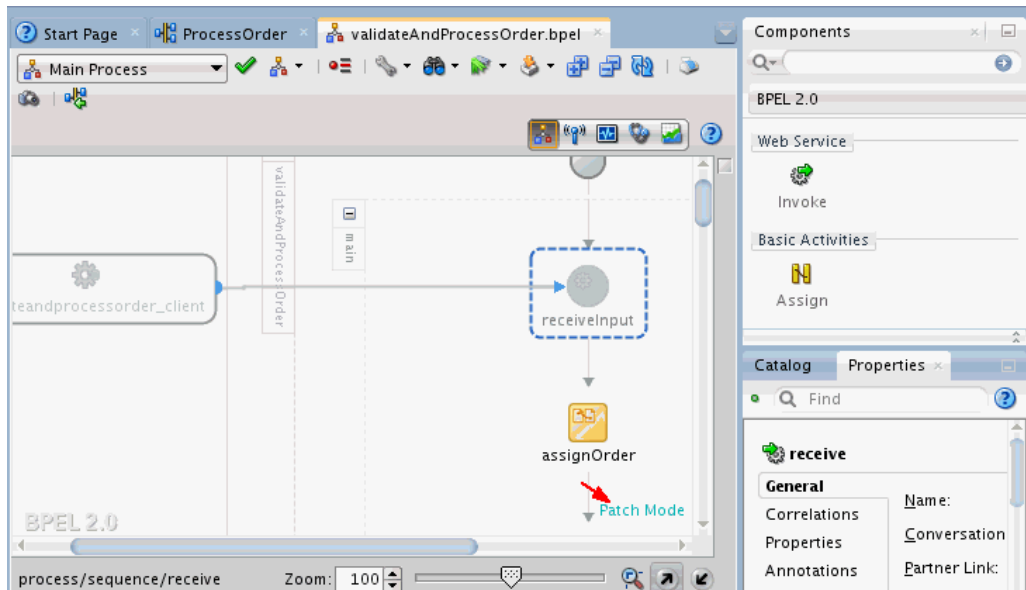 Start Page
ProcessOrder
validateAndProcessOrder.bpel
Main Process
validateAndProcessOrder
main
teandprocessorder_client
receiveInput
assignOrder
Patch Mode
BPEL 2.0
process/sequence/receive
Zoom: 100
Components
BPEL 2.0
Web Service
Invoke
Basic Activities
Assign
Catalog
Properties
Find
receive
General
Correlations
Properties
Annotations
Name:
Conversation
Partner Link: